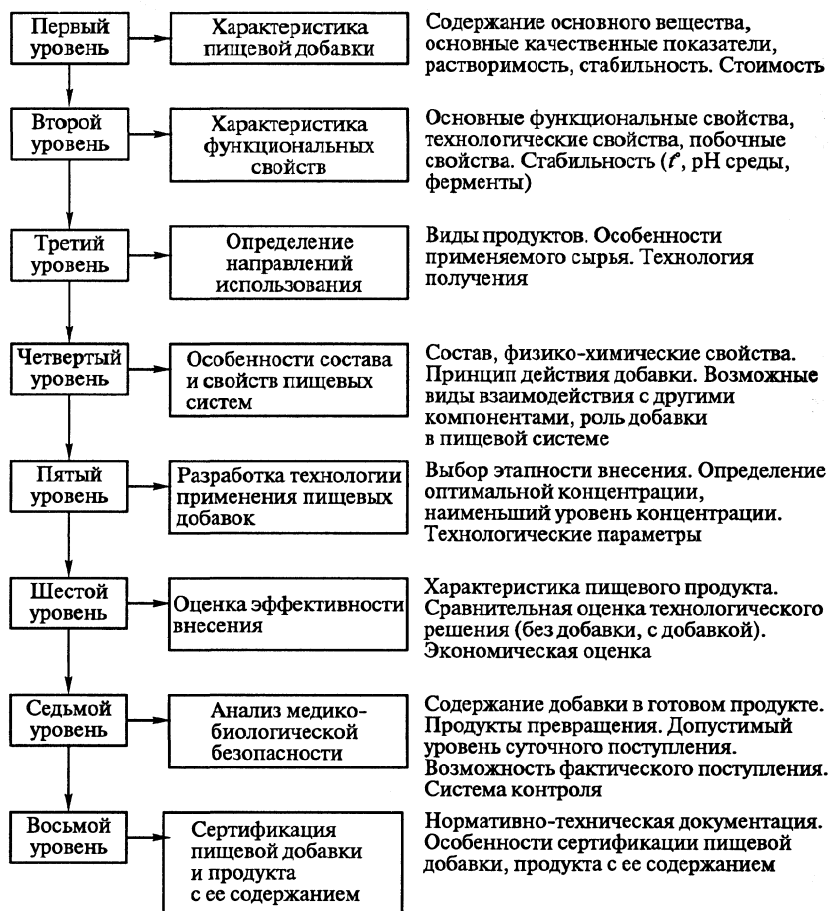 Первый
уровень
Характеристика
пищевой добавки
Содержание основного вещества,
основные качественные показатели,
растворимость, стабильность. Стоимость
Второй
уровень
Характеристика
функциональных
свойств
Основные функциональные свойства,
технологические свойства, побочные
свойства. Стабильность (t°, pH среды,
ферменты)
Третий
уровень
Определение
направлений
использования
Виды продуктов. Особенности
применяемого сырья. Технология
получения
Четвертый
уровень
Особенности состава
и свойств пищевых
систем
Состав, физико-химические свойства.
Принцип действия добавки. Возможные
виды взаимодействия с другими
компонентами, роль добавки
в пищевой системе
Пятый
уровень
Разработка технологии
применения пищевых
добавок
Выбор этапности внесения. Определение
оптимальной концентрации,
наименьший уровень концентрации.
Технологические параметры
Шестой
уровень
Оценка эффективности
внесения
Характеристика пищевого продукта.
Сравнительная оценка технологического
решения (без добавки, с добавкой).
Экономическая оценка
Седьмой
уровень
Анализ медико-
биологической
безопасности
Содержание добавки в готовом продукте.
Продукты превращения. Допустимый
уровень суточного поступления.
Возможность фактического поступления.
Система контроля
Восьмой
уровень
Сертификация
пищевой добавки
и продукта
с ее содержанием
Нормативно-техническая документация.
Особенности сертификации пищевой
добавки, продукта с ее содержанием